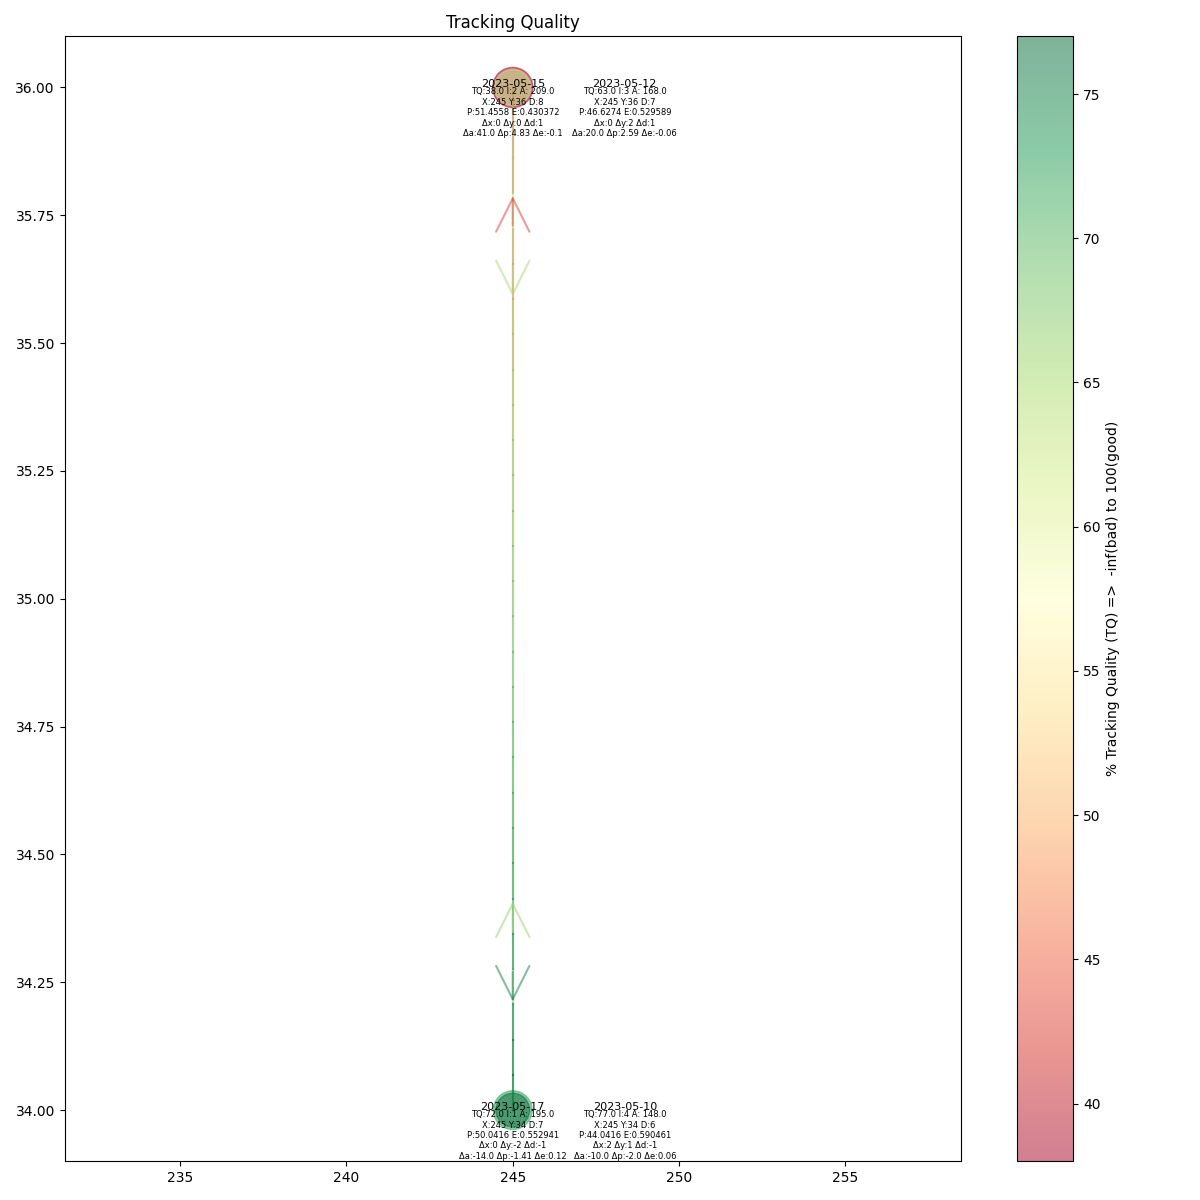 Tracking Quality
36.00
35.75
35.50
35.25
35.00
34.75
34.50
34.25
34.00
235
240
245
250
255
2023-05-15
TQ:38.0 I:2 A: 209.0
X:245 Y:36 D:8
P:51.4558 E:0.430372
Δx:0 Δy:0 Δd:1
Δa:41.0 Δp:4.83 Δe:-0.1
2023-05-12
TQ:63.0 I:3 A: 168.0
X:245 Y:36 D:7
P:46.6274 E:0.529589
Δx:0 Δy:2 Δd:1
Δa:20.0 Δp:2.59 Δe:-0.06
2023-05-17
TQ:72.0 I:1 A: 195.0
X:245 Y:34 D:7
P:50.0416 E:0.552941
Δx:0 Δy:-2 Δd:-1
Δa:-14.0 Δp:-1.41 Δe:0.12
2023-05-10
TQ:77.0 I:4 A: 148.0
X:245 Y:34 D:6
P:44.0416 E:0.590461
Δx:2 Δy:1 Δd:-1
Δa:-10.0 Δp:-2.0 Δe:0.06
75
70
65
60
55
50
45
40
% Tracking Quality (TQ) =>  -inf(bad) to 100(good)